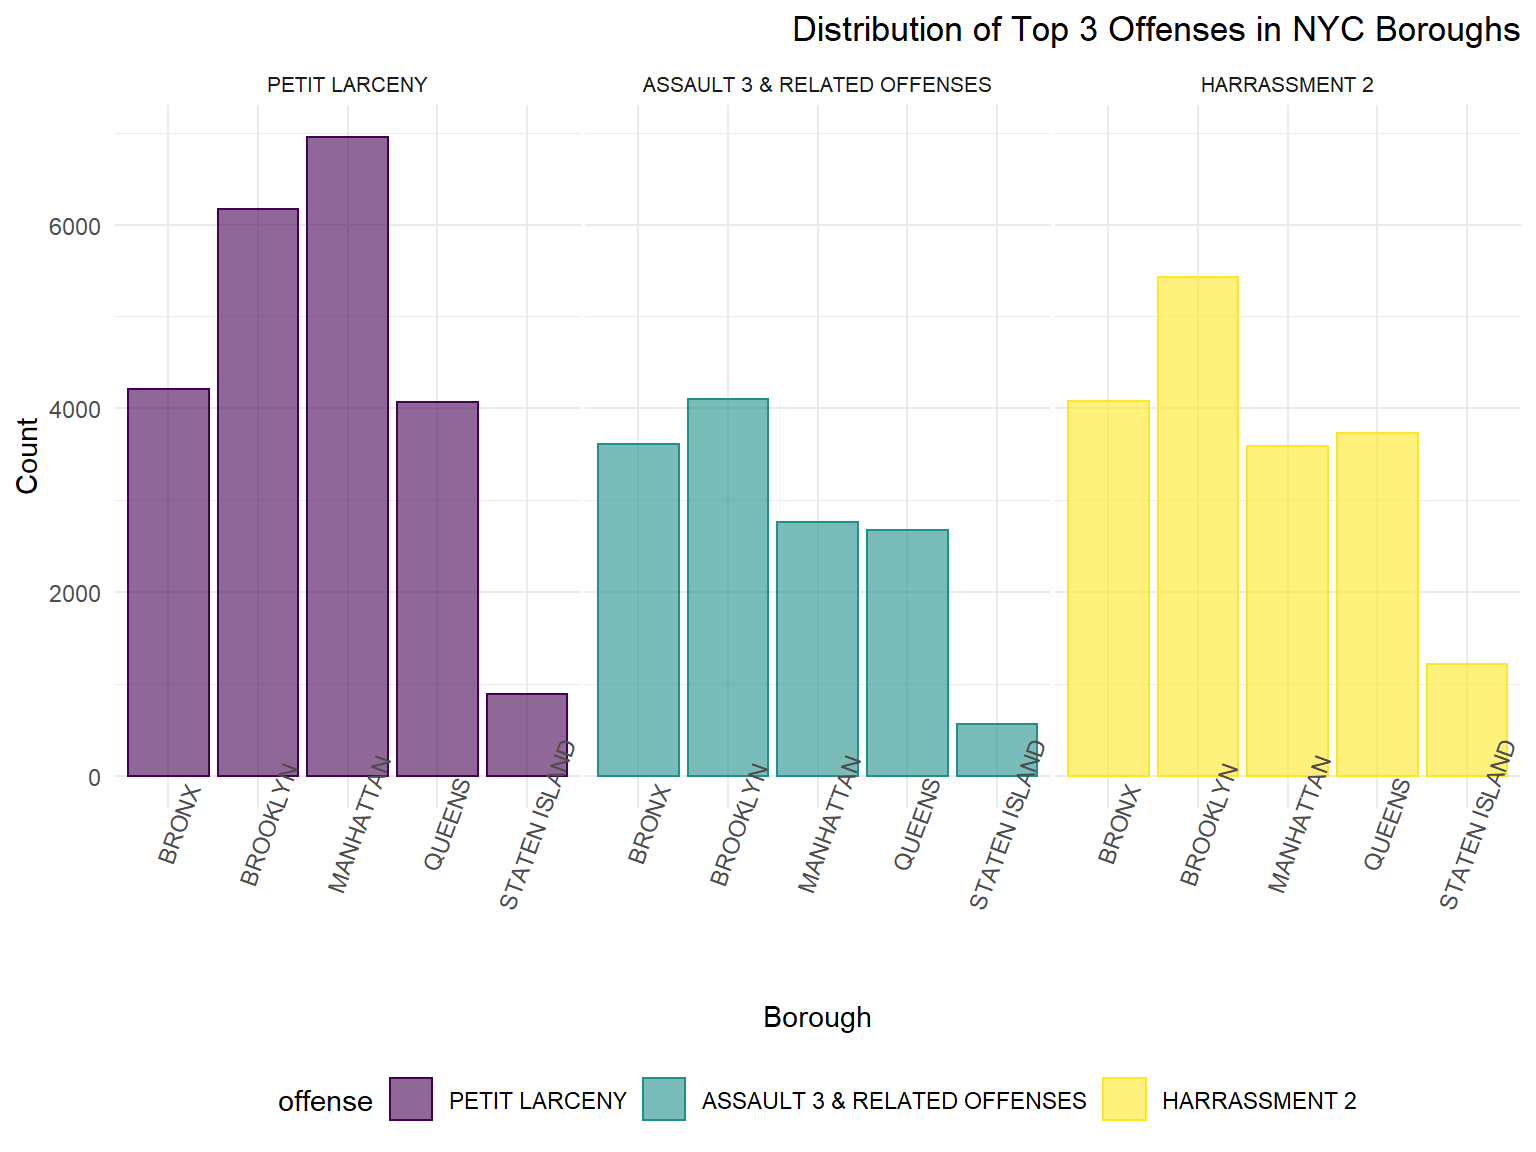 Distribution of Top 3 Offenses in NYC Boroughs
PETIT LARCENY
ASSAULT 3 & RELATED OFFENSES
HARRASSMENT 2
Count
6000
4000
2000
0
BRONX
BROOKLYN
MANHATTAN
QUEENS
STATEN ISLAND
BRONX
BROOKLYN
MANHATTAN
QUEENS
STATEN ISLAND
BRONX
BROOKLYN
MANHATTAN
QUEENS
STATEN ISLAND
Borough
offense
PETIT LARCENY
ASSAULT 3 & RELATED OFFENSES
HARRASSMENT 2